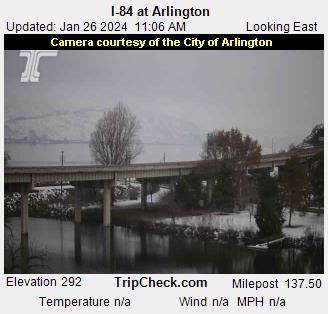 I-84 at Arlington
Updated: Jan 26 2024 11:06 AM Looking East
Camera courtesy of the City of Arlington
Elevation 292 TripCheck.com Milepost 137.50
Temperature n/a Wind n/a MPH n/a